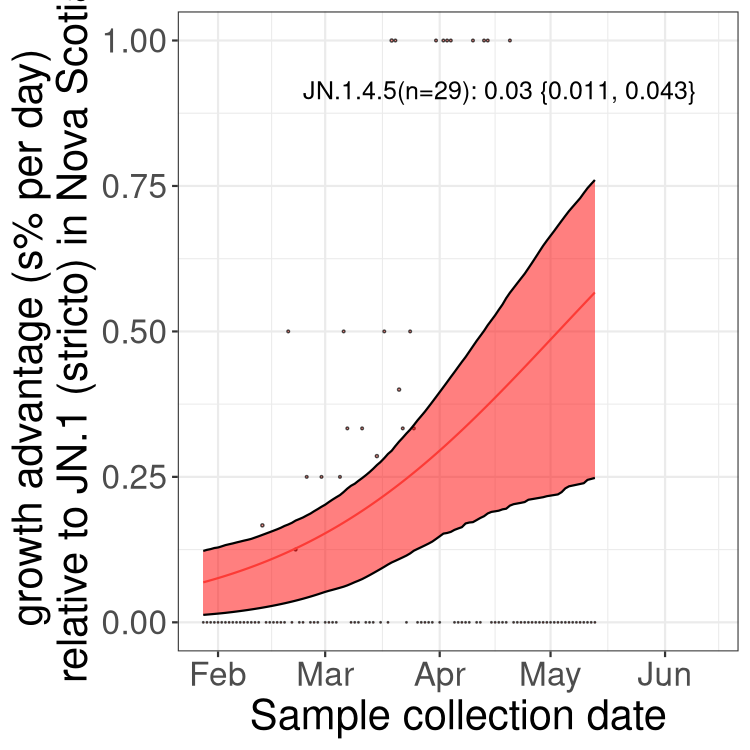 growth advantage (s% per day)
relative to JN.1 (stricto) in Nova Scotia
1.00
JN.1.4.5(n=29): 0.03 {0.011, 0.043}
0.75
0.50
0.25
0.00
Feb Mar Apr May Jun
Sample collection date